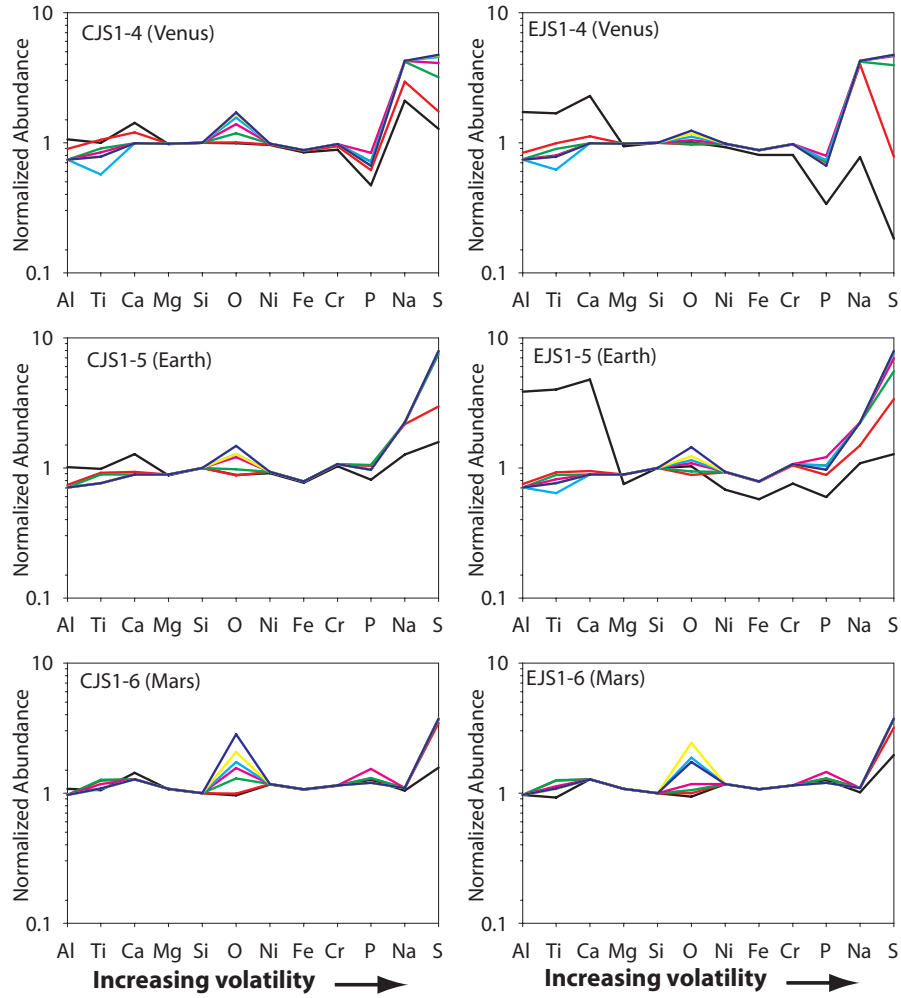 10
CJS1-4 (Venus)
Normalized Abundance
1
0.1
Al Ti Ca Mg Si O Ni Fe Cr P Na S
10
EJS1-4 (Venus)
Normalized Abundance
1
0.1
Al Ti Ca Mg Si O Ni Fe Cr P Na S
10
CJS1-5 (Earth)
Normalized Abundance
1
0.1
Al Ti Ca Mg Si O Ni Fe Cr P Na S
10
EJS1-5 (Earth)
Normalized Abundance
1
0.1
Al Ti Ca Mg Si O Ni Fe Cr P Na S
10
CJS1-6 (Mars)
Normalized Abundance
1
0.1
Al Ti Ca Mg Si O Ni Fe Cr P Na S
Increasing volatility
10
EJS1-6 (Mars)
Normalized Abundance
1
0.1
Al Ti Ca Mg Si O Ni Fe Cr P Na S
Increasing volatility